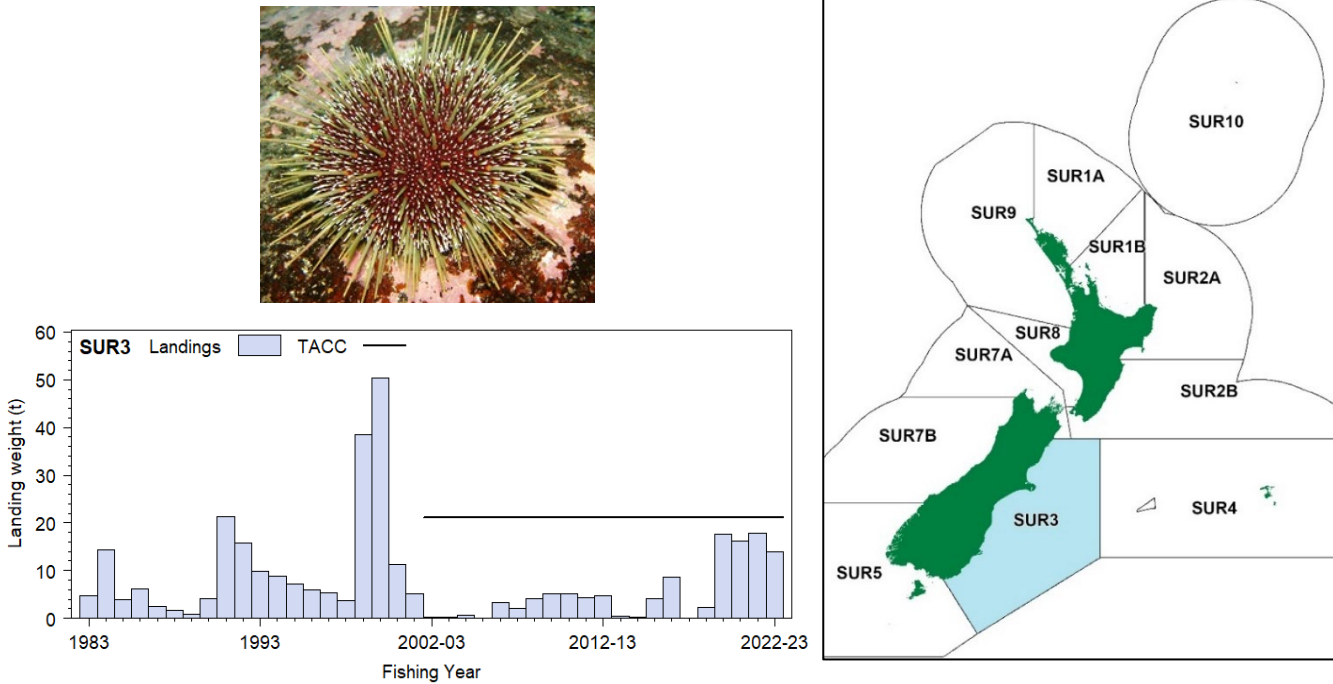 SUR3 Landings TACC
60
50
40
30
20
10
0
Landing weight (t)
1983 1993 2002-03 2012-13 2022-23
Fishing Year
SUR10
SUR1A
SUR9
SUR1B
SUR2A
SUR8
SUR7A
SUR2B
SUR7B
SUR4
SUR3
SUR5